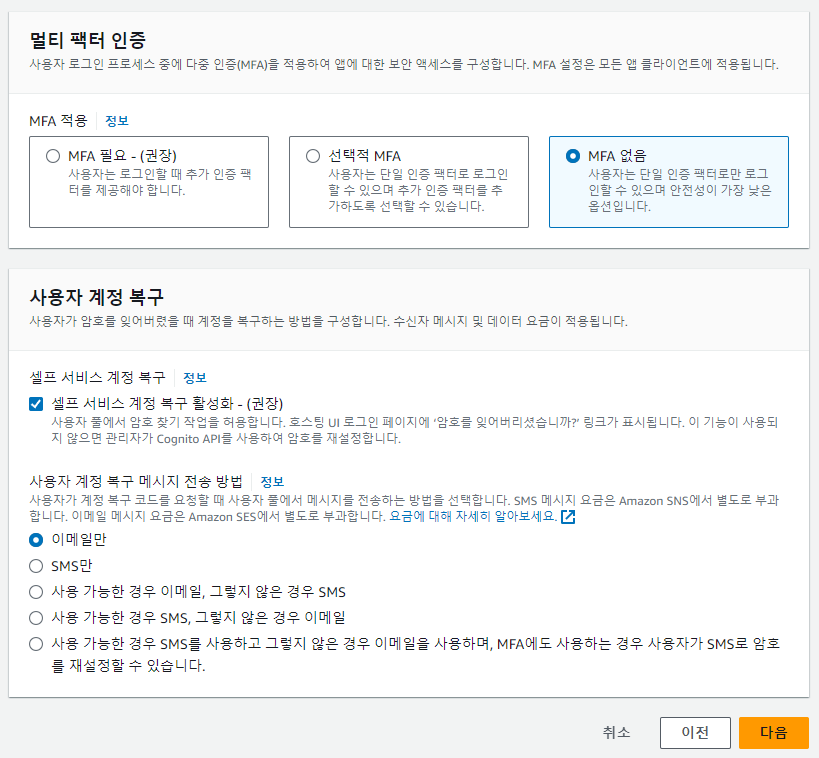 멀티 팩터 인증
사용자 로그인 프로세스 중에 다중 인증(MFA)을 적용하여 앱에 대한 보안 액세스를 구성합니다. MFA 설정은 모든 앱 클라이언트에 적용됩니다.
MFA 적용 정보
MFA 필요 - (권장)
사용자는 로그인할 때 추가 인증 팩
터를 제공해야 합니다.
선택적 MFA
사용자는 단일 인증 팩터로 로그인
할 수 있으며 추가 인증 팩터를 추
가하도록 선택할 수 있습니다.
MFA 없음
사용자는 단일 인증 팩터로만 로그
인할 수 있으며 안전성이 가장 낮은
옵션입니다.
사용자 계정 복구
사용자가 암호를 잊어버렸을 때 계정을 복구하는 방법을 구성합니다. 수신자 메시지 및 데이터 요금이 적용됩니다.
셀프 서비스 계정 복구 정보
셀프 서비스 계정 복구 활성화 - (권장)
사용자 풀에서 암호 찾기 작업을 허용합니다. 호스팅 UI 로그인 페이지에 ‘암호를 잊어버리셨습니까?’ 링크가 표시됩니다. 이 기능이 사용되
지 않으면 관리자가 Cognito API를 사용하여 암호를 재설정합니다.
사용자 계정 복구 메시지 전송 방법 정보
사용자가 계정 복구 코드를 요청할 때 사용자 풀에서 메시지를 전송하는 방법을 선택합니다. SMS 메시지 요금은 Amazon SNS에서 별도로 부과
합니다. 이메일 메시지 요금은 Amazon SES에서 별도로 부과합니다. 요금에 대해 자세히 알아보세요.
이메일만
SMS만
사용 가능한 경우 이메일, 그렇지 않은 경우 SMS
사용 가능한 경우 SMS, 그렇지 않은 경우 이메일
사용 가능한 경우 SMS를 사용하고 그렇지 않은 경우 이메일을 사용하며, MFA에도 사용하는 경우 사용자가 SMS로 암호
를 재설정할 수 있습니다.
취소 이전 다음